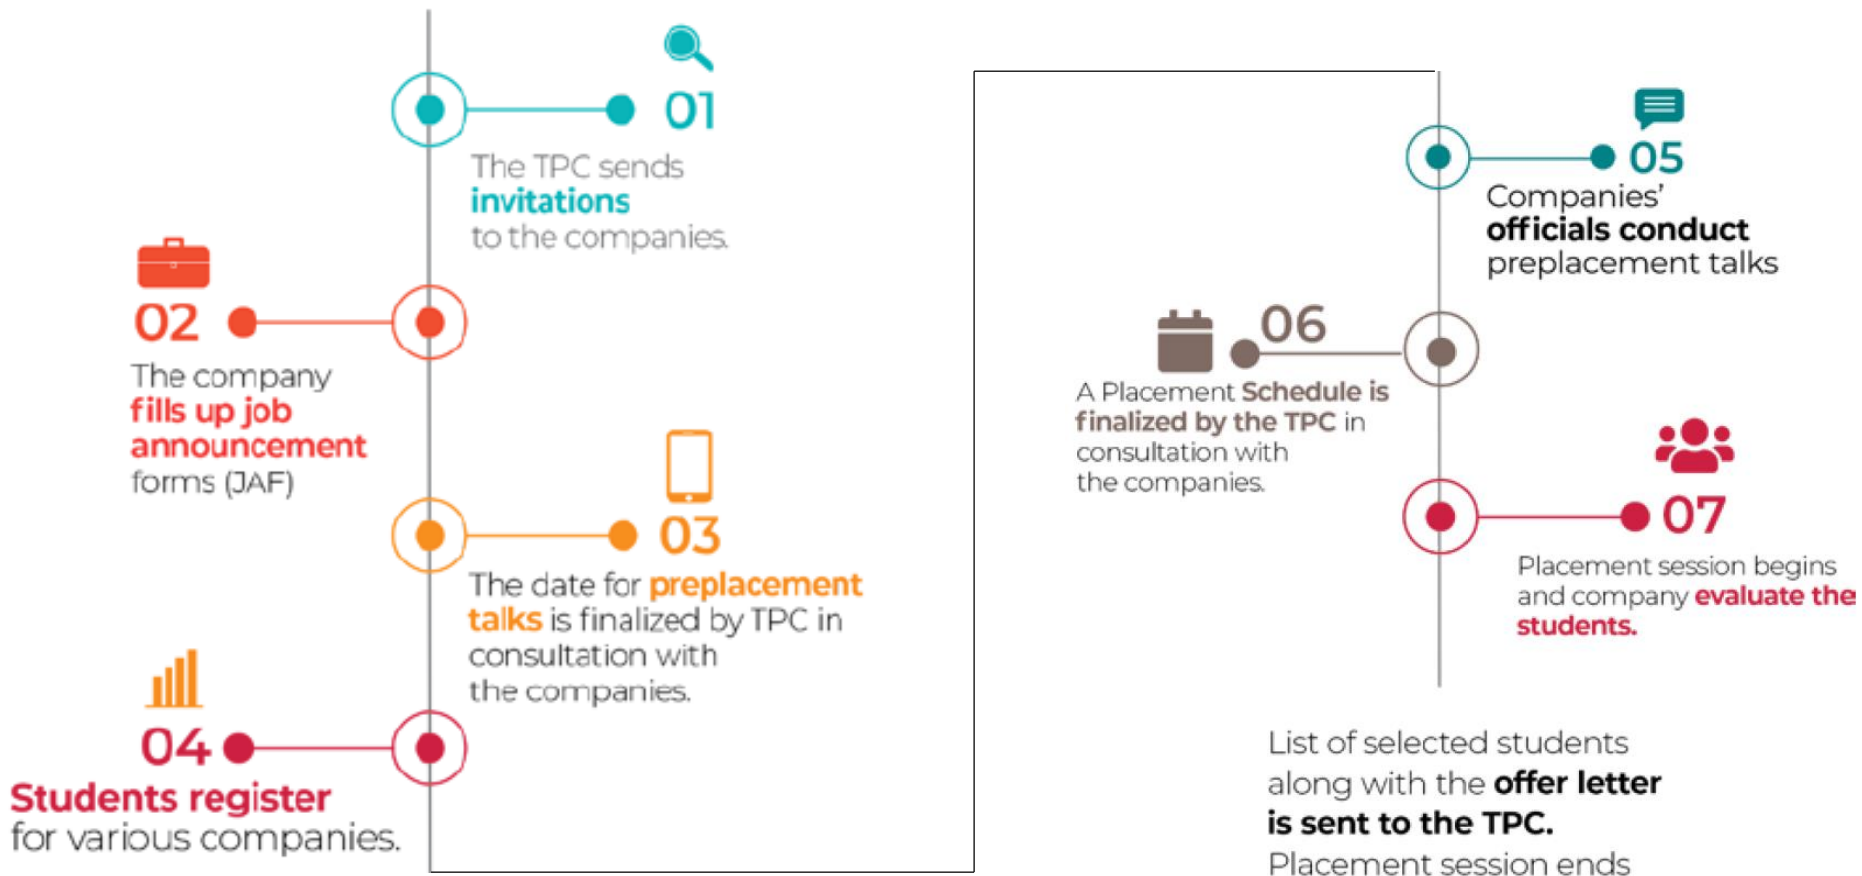 01
The TPC sends
invitations
to the companies.
02
The company
fills up job
announcement
forms (JAF)
03
The date for preplacement
talks is finalized by TPC in
consultation with
the companies.
04
Students register
for various companies.
05
Companies’
officials conduct
preplacement talks
06
A Placement Schedule is
finalized by the TPC in
consultation with
the companies.
07
Placement session begins
and company evaluate the
students.
List of selected students
along with the offer letter
is sent to the TPC.
Placement session ends